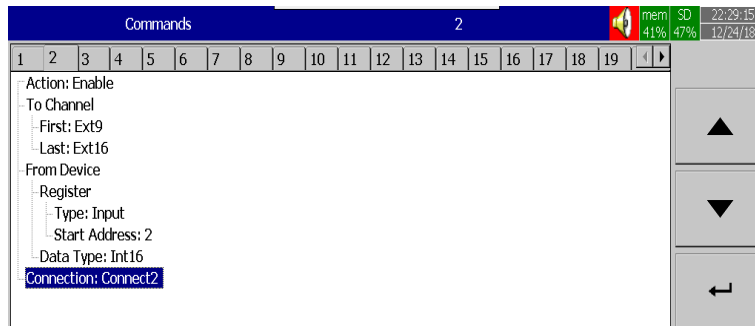 Commands 2 mem SD 22:29:15
41% 47% 12/24/18
1 2 3 4 5 6 7 8 9 10 11 12 13 14 15 16 17 18 19
Action: Enable
To Channel
First: Ext9
Last: Ext16
From Device
Register
Type: Input
Start Address: 2
Data Type: Int16
Connection: Connect2